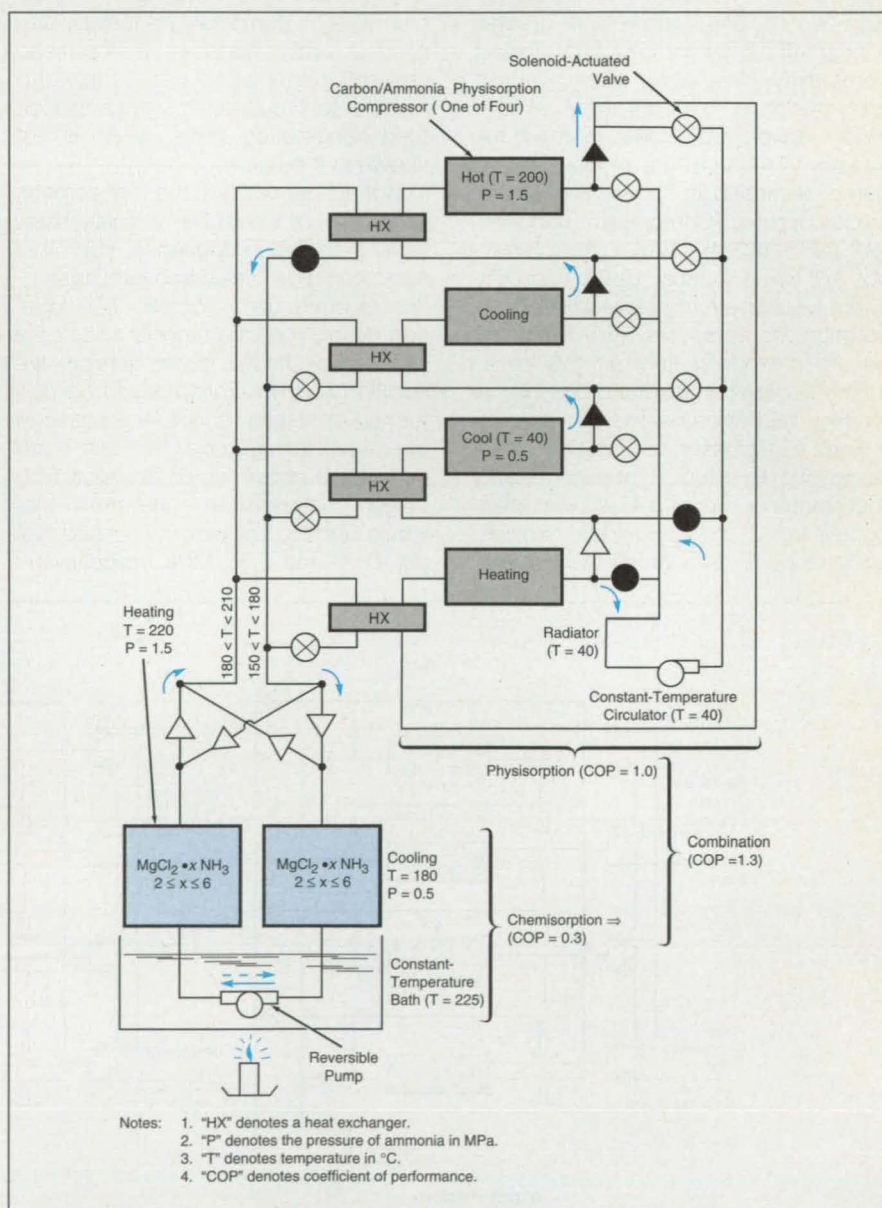 Solenoid-Actuated
Valve
Carbon/Ammonia Physisorption
Compressor ( One of Four)
Hot (T = 200)
P = 1.5
HX
Cooling
HX
Cool (T = 40)
P = 0.5
HX
Heating
HX
Heating
T = 220
P = 1.5
180 < T < 210
150 < T < 180
Radiator
(T = 40)
Constant-Temperature
Circulator (T = 40)
Physisorption (COP = 1.0)
Combination
(COP =1.3)
MgCl₂ •x NH₃
2 ≤ x ≤ 6
MgCl₂ •x NH₃
2 ≤ x ≤ 6
Cooling
T = 180
P = 0.5
Chemisorption ⇒
(COP = 0.3)
Constant-
Temperature
Bath (T = 225)
Reversible
Pump
Notes: 1. “HX” denotes a heat exchanger.
2. “P” denotes the pressure of ammonia in MPa.
3. “T” denotes temperature in °C.
4. “COP” denotes coefficient of performance.